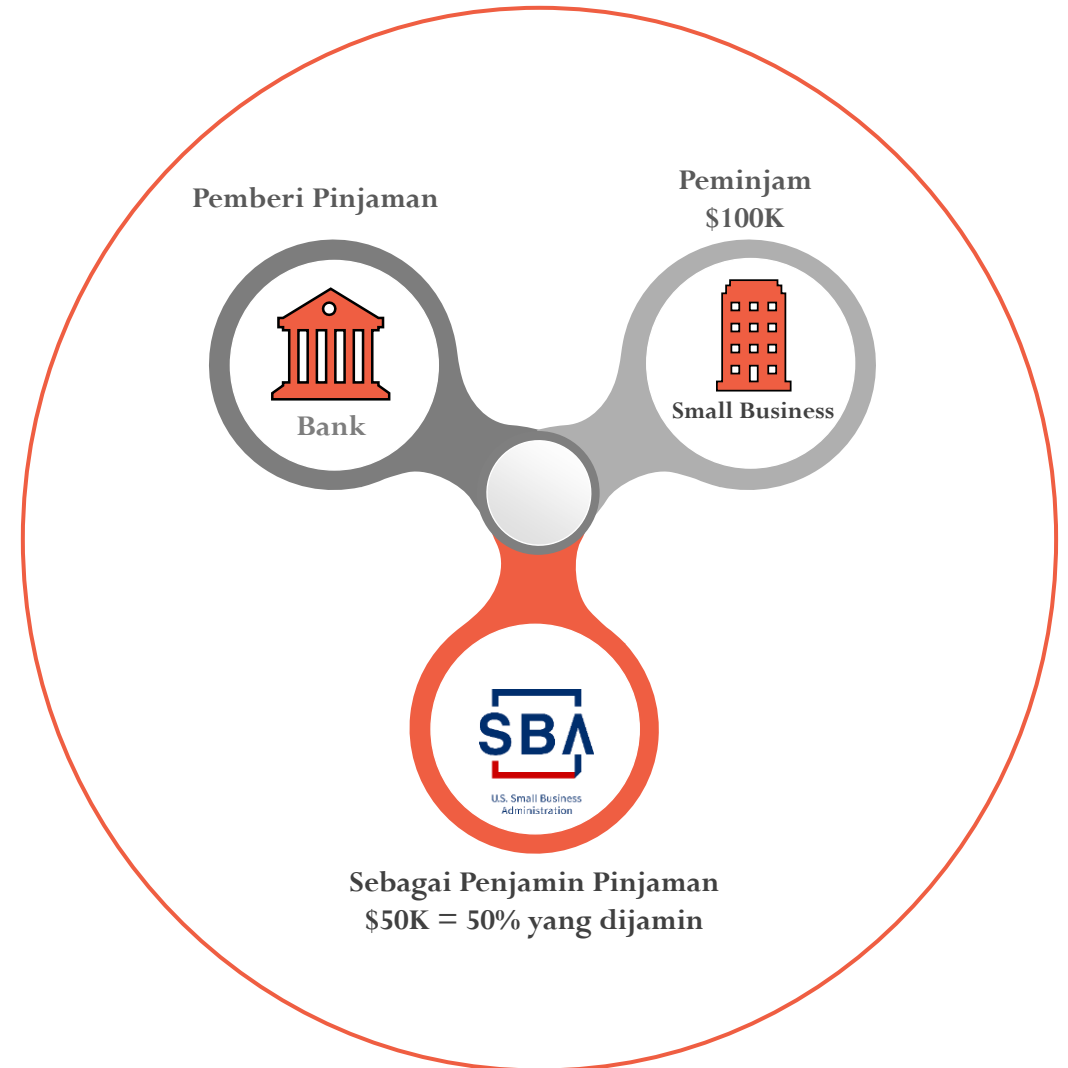 Pemberi Pinjaman
Peminjam
$100K
Bank
Small Business
SBA
U.S. Small Business
Administration
Sebagai Penjamin Pinjaman
$50K = 50% yang dijamin